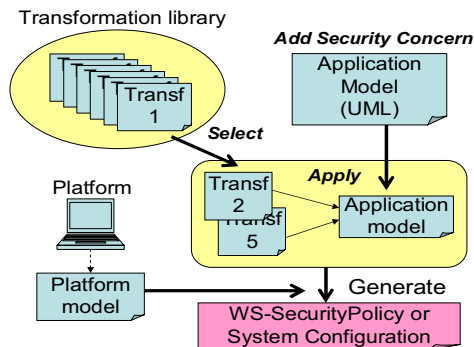 Transformation library
Add Security Concern
Application
Model
(UML)
Transf
1
Select
Apply
Platform
Transf
2
Transf
5
Application
model
Platform
model
Generate
WS-SecurityPolicy or
System Configuration